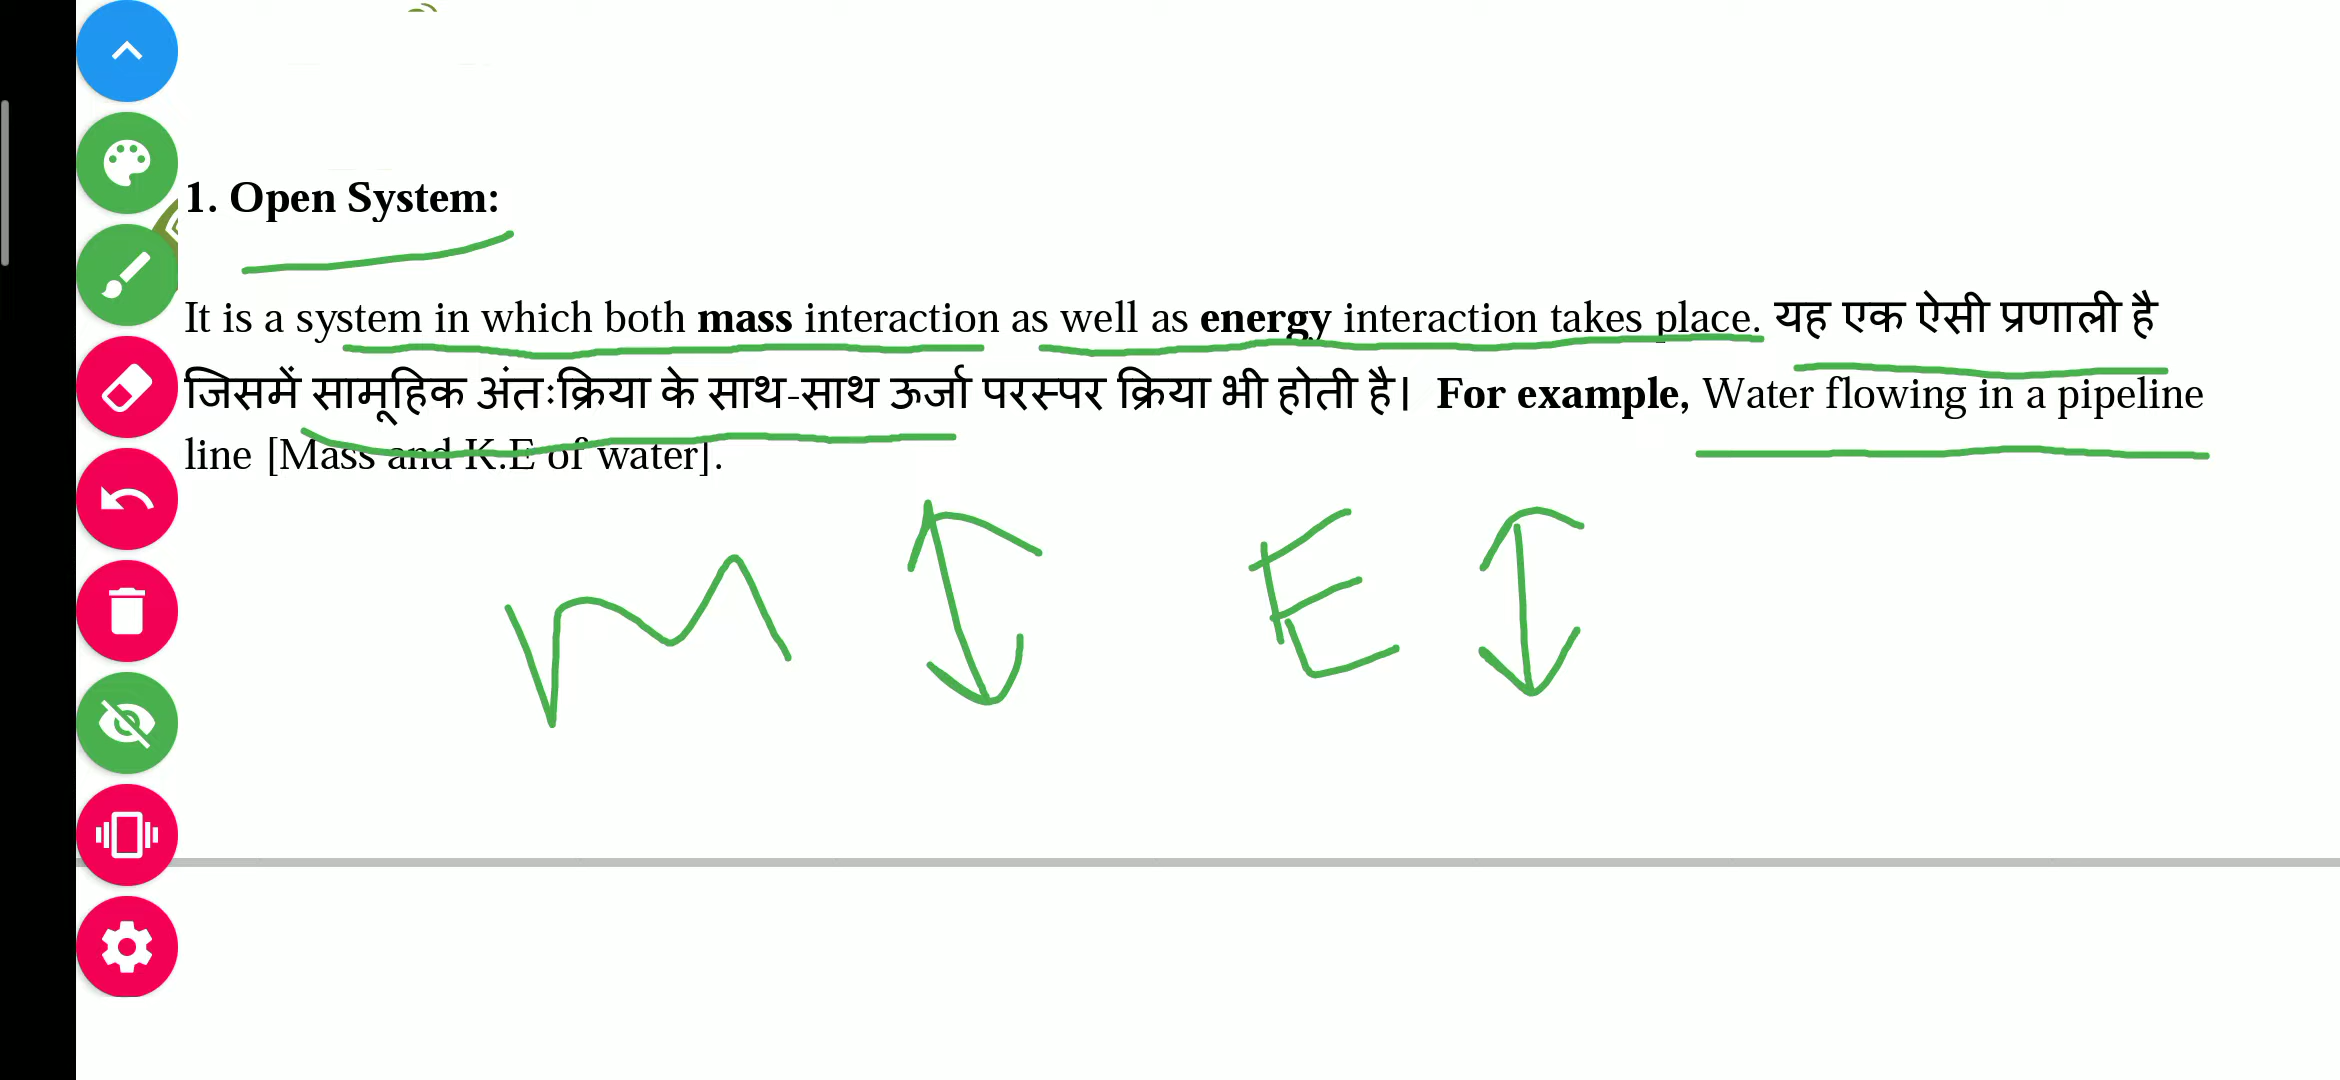 1. Open System:
It is a system in which both mass interaction as well as energy interaction takes place. यह एक ऐसी प्रणाली है
जिसमें सामूहिक अंतःक्रिया के साथ-साथ ऊर्जा परस्पर क्रिया भी होती है। For example, Water flowing in a pipeline
line [Mass and K.E of water].
M E